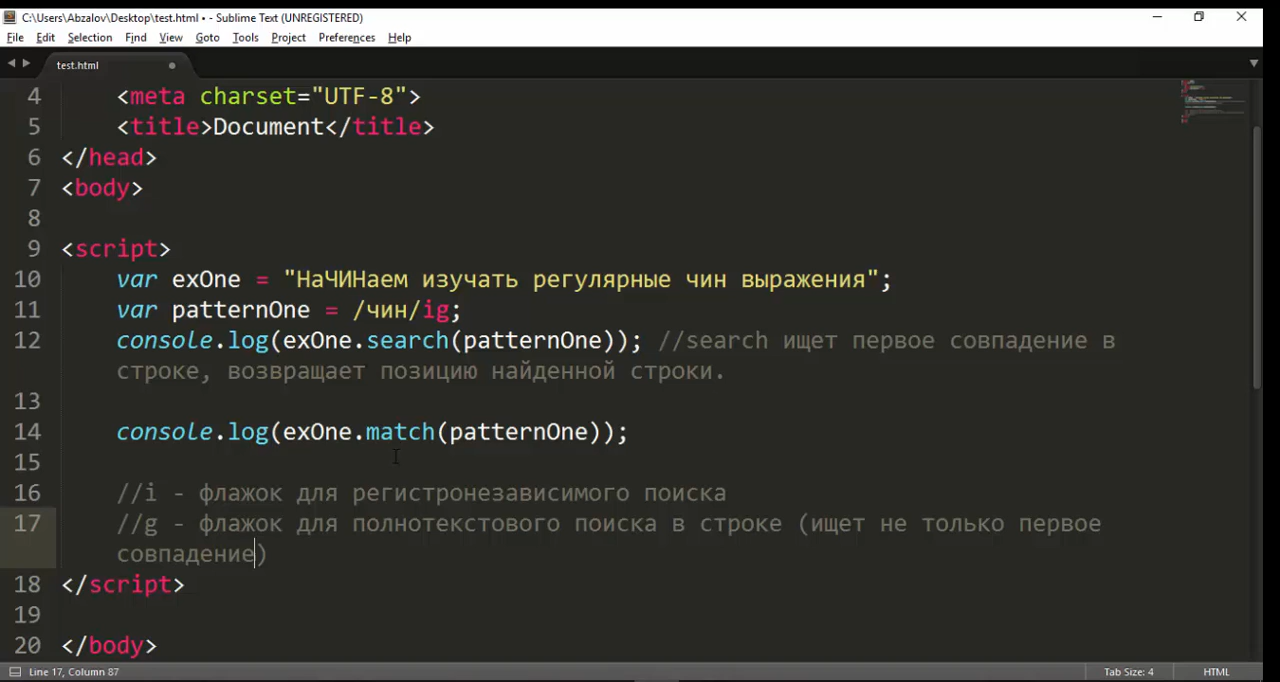 C:\Users\Abzalov\Desktop\test.html • - Sublime Text (UNREGISTERED)
File Edit Selection Find View Goto Tools Project Preferences Help
test.html
4 <meta charset="UTF-8">
5 <title>Document</title>
6 </head>
7 <body>
8
9 <script>
10 var exOne = "НаЧИНаем изучать регулярные чин выражения";
11 var patternOne = /чин/ig;
12 console.log(exOne.search(patternOne)); //search ищет первое совпадение в
строке, возвращает позицию найденной строки.
13
14 console.log(exOne.match(patternOne));
15
16 //i - флажок для регистронезависимого поиска
17 //g - флажок для полнотекстового поиска в строке (ищет не только первое
совпадение)
18 </script>
19
20 </body>
Line 17, Column 87 Tab Size: 4 HTML